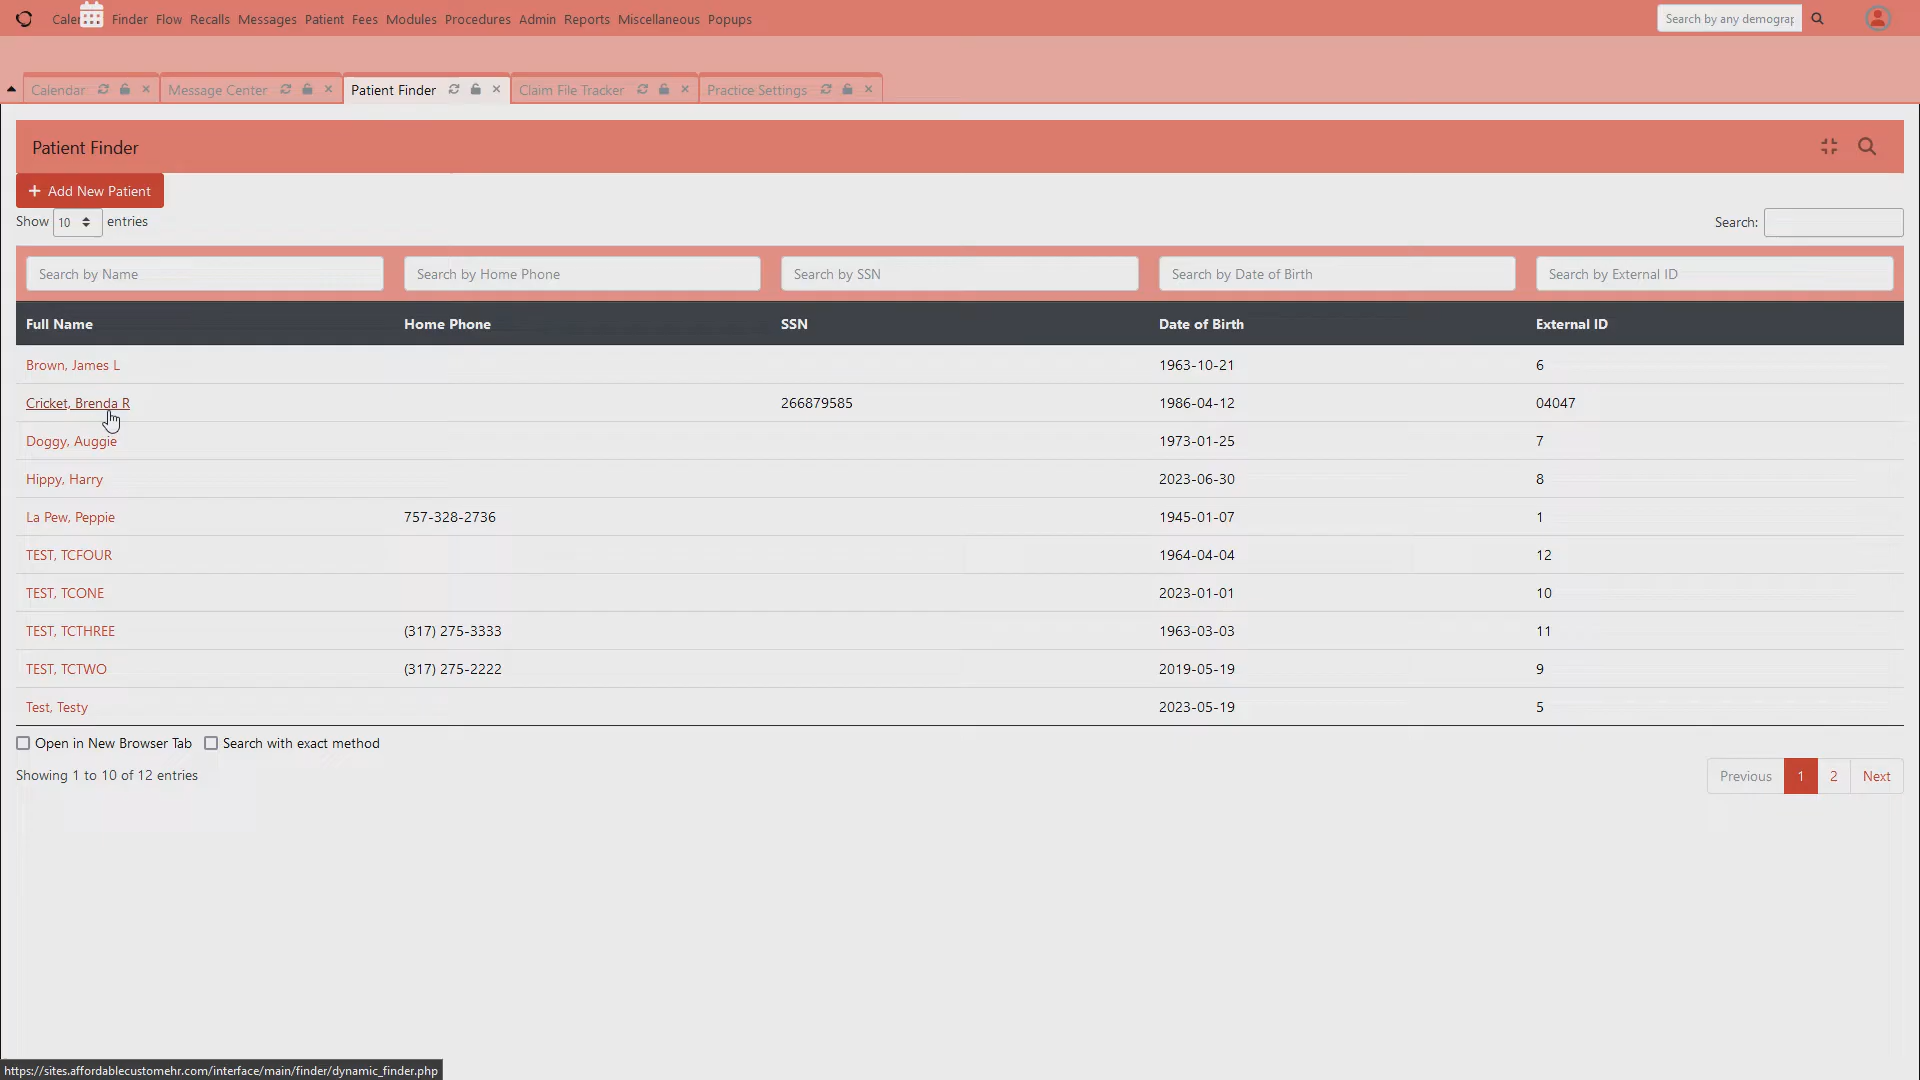 Finder Flow Recalls Messages Patient Fees Modules Procedures Admin Reports Miscellaneous Popups Search by any demograp
Calendar Message Center Patient Finder Claim File Tracker Practice Settings
Patient Finder
+ Add New Patient
Show 10 entries Search:
Search by Name Search by Home Phone Search by SSN Search by Date of Birth Search by External ID
Full Name Home Phone SSN Date of Birth External ID
Brown, James L 1963-10-21 6
Cricket, Brenda R 266879585 1986-04-12 04047
Doggy, Auggie 1973-01-25 7
Hippy, Harry 2023-06-30 8
La Pew, Peppie 757-328-2736 1945-01-07 1
TEST, TCFOUR 1964-04-04 12
TEST, TCONE 2023-01-01 10
TEST, TCTHREE (317) 275-3333 1963-03-03 11
TEST, TCTWO (317) 275-2222 2019-05-19 9
Test, Testy 2023-05-19 5
Open in New Browser Tab Search with exact method
Showing 1 to 10 of 12 entries Previous 1 2 Next
https://sites.affordablecustomehr.com/interface/main/finder/dynamic_finder.php